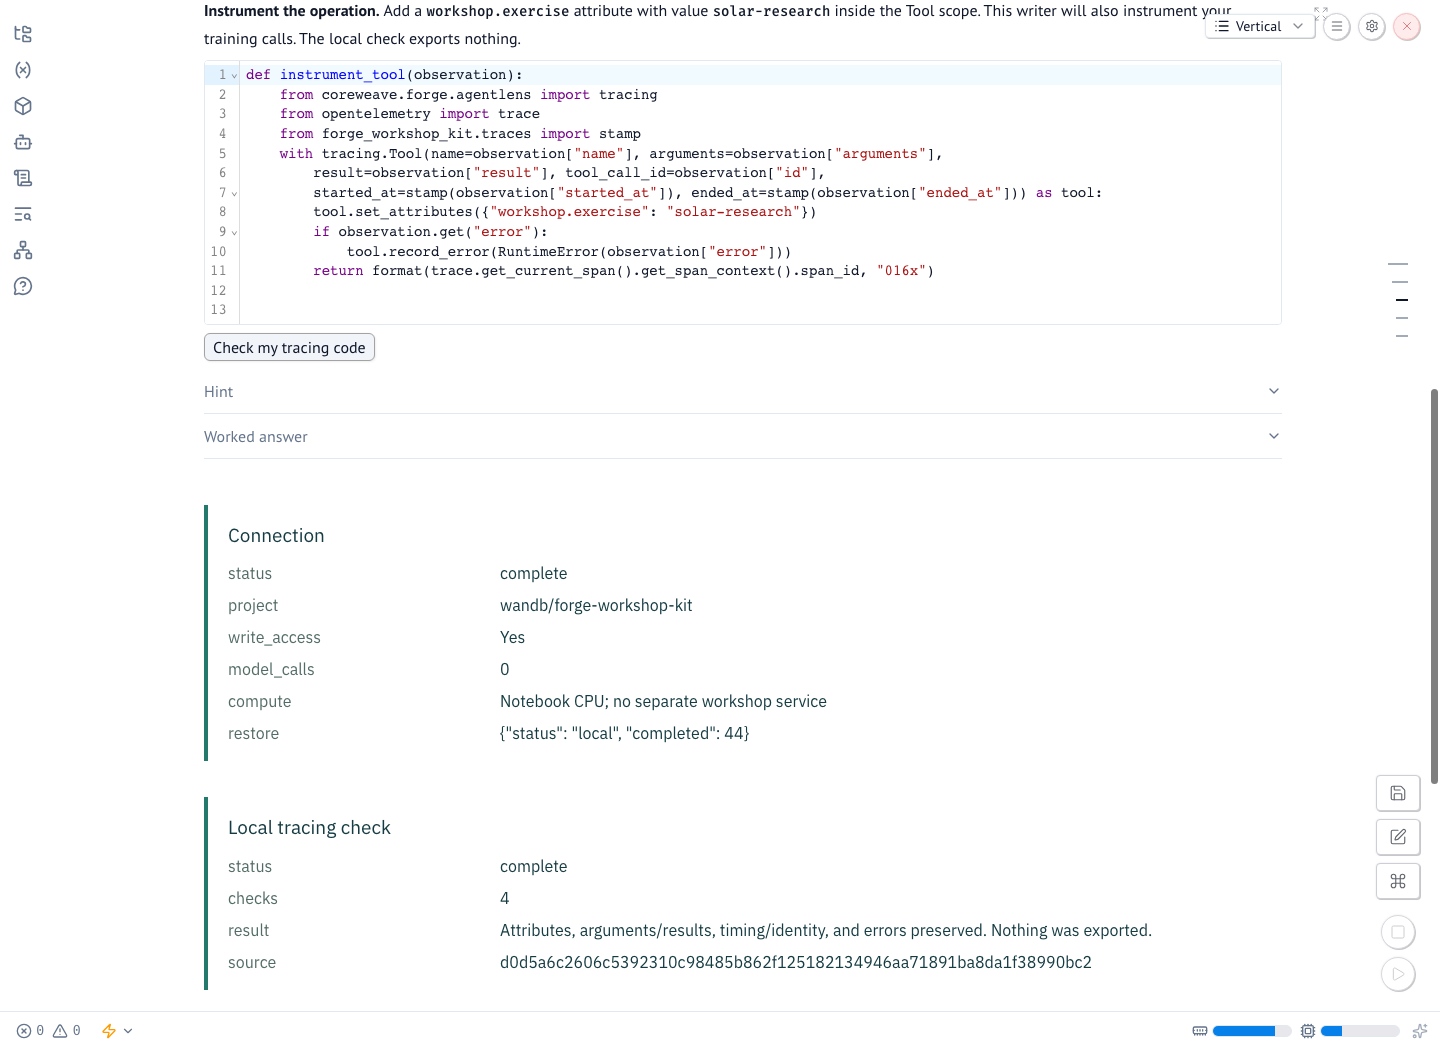 Instrument the operation. Add a workshop.exercise attribute with value solar-research inside the Tool scope. This writer will also instrument your
training calls. The local check exports nothing.
Vertical
1 def instrument_tool(observation):
2     from coreweave.forge.agentlens import tracing
3     from opentelemetry import trace
4     from forge_workshop_kit.traces import stamp
5     with tracing.Tool(name=observation["name"], arguments=observation["arguments"],
6         result=observation["result"], tool_call_id=observation["id"],
7         started_at=stamp(observation["started_at"]), ended_at=stamp(observation["ended_at"])) as tool:
8         tool.set_attributes({"workshop.exercise": "solar-research"})
9         if observation.get("error"):
10             tool.record_error(RuntimeError(observation["error"]))
11         return format(trace.get_current_span().get_span_context().span_id, "016x")
12
13
Check my tracing code
Hint
Worked answer
Connection
status complete
project wandb/forge-workshop-kit
write_access Yes
model_calls 0
compute Notebook CPU; no separate workshop service
restore {"status": "local", "completed": 44}
Local tracing check
status complete
checks 4
result Attributes, arguments/results, timing/identity, and errors preserved. Nothing was exported.
source d0d5a6c2606c5392310c98485b862f125182134946aa71891ba8da1f38990bc2
0 0